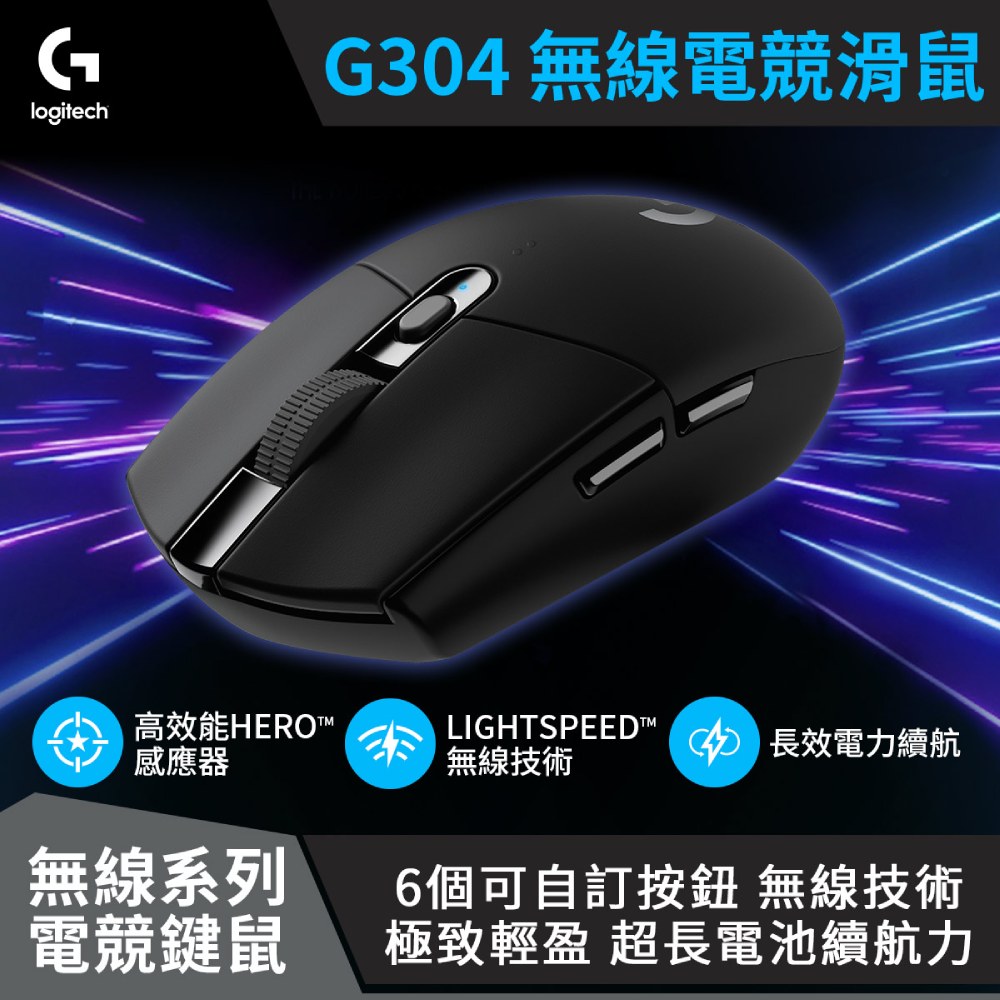 logitech
G304 無線電競滑鼠
高效能HERO™
感應器
LIGHTSPEED™
無線技術
長效電力續航
無線系列
電競鍵鼠
6個可自訂按鈕 無線技術
極致輕盈 超長電池續航力